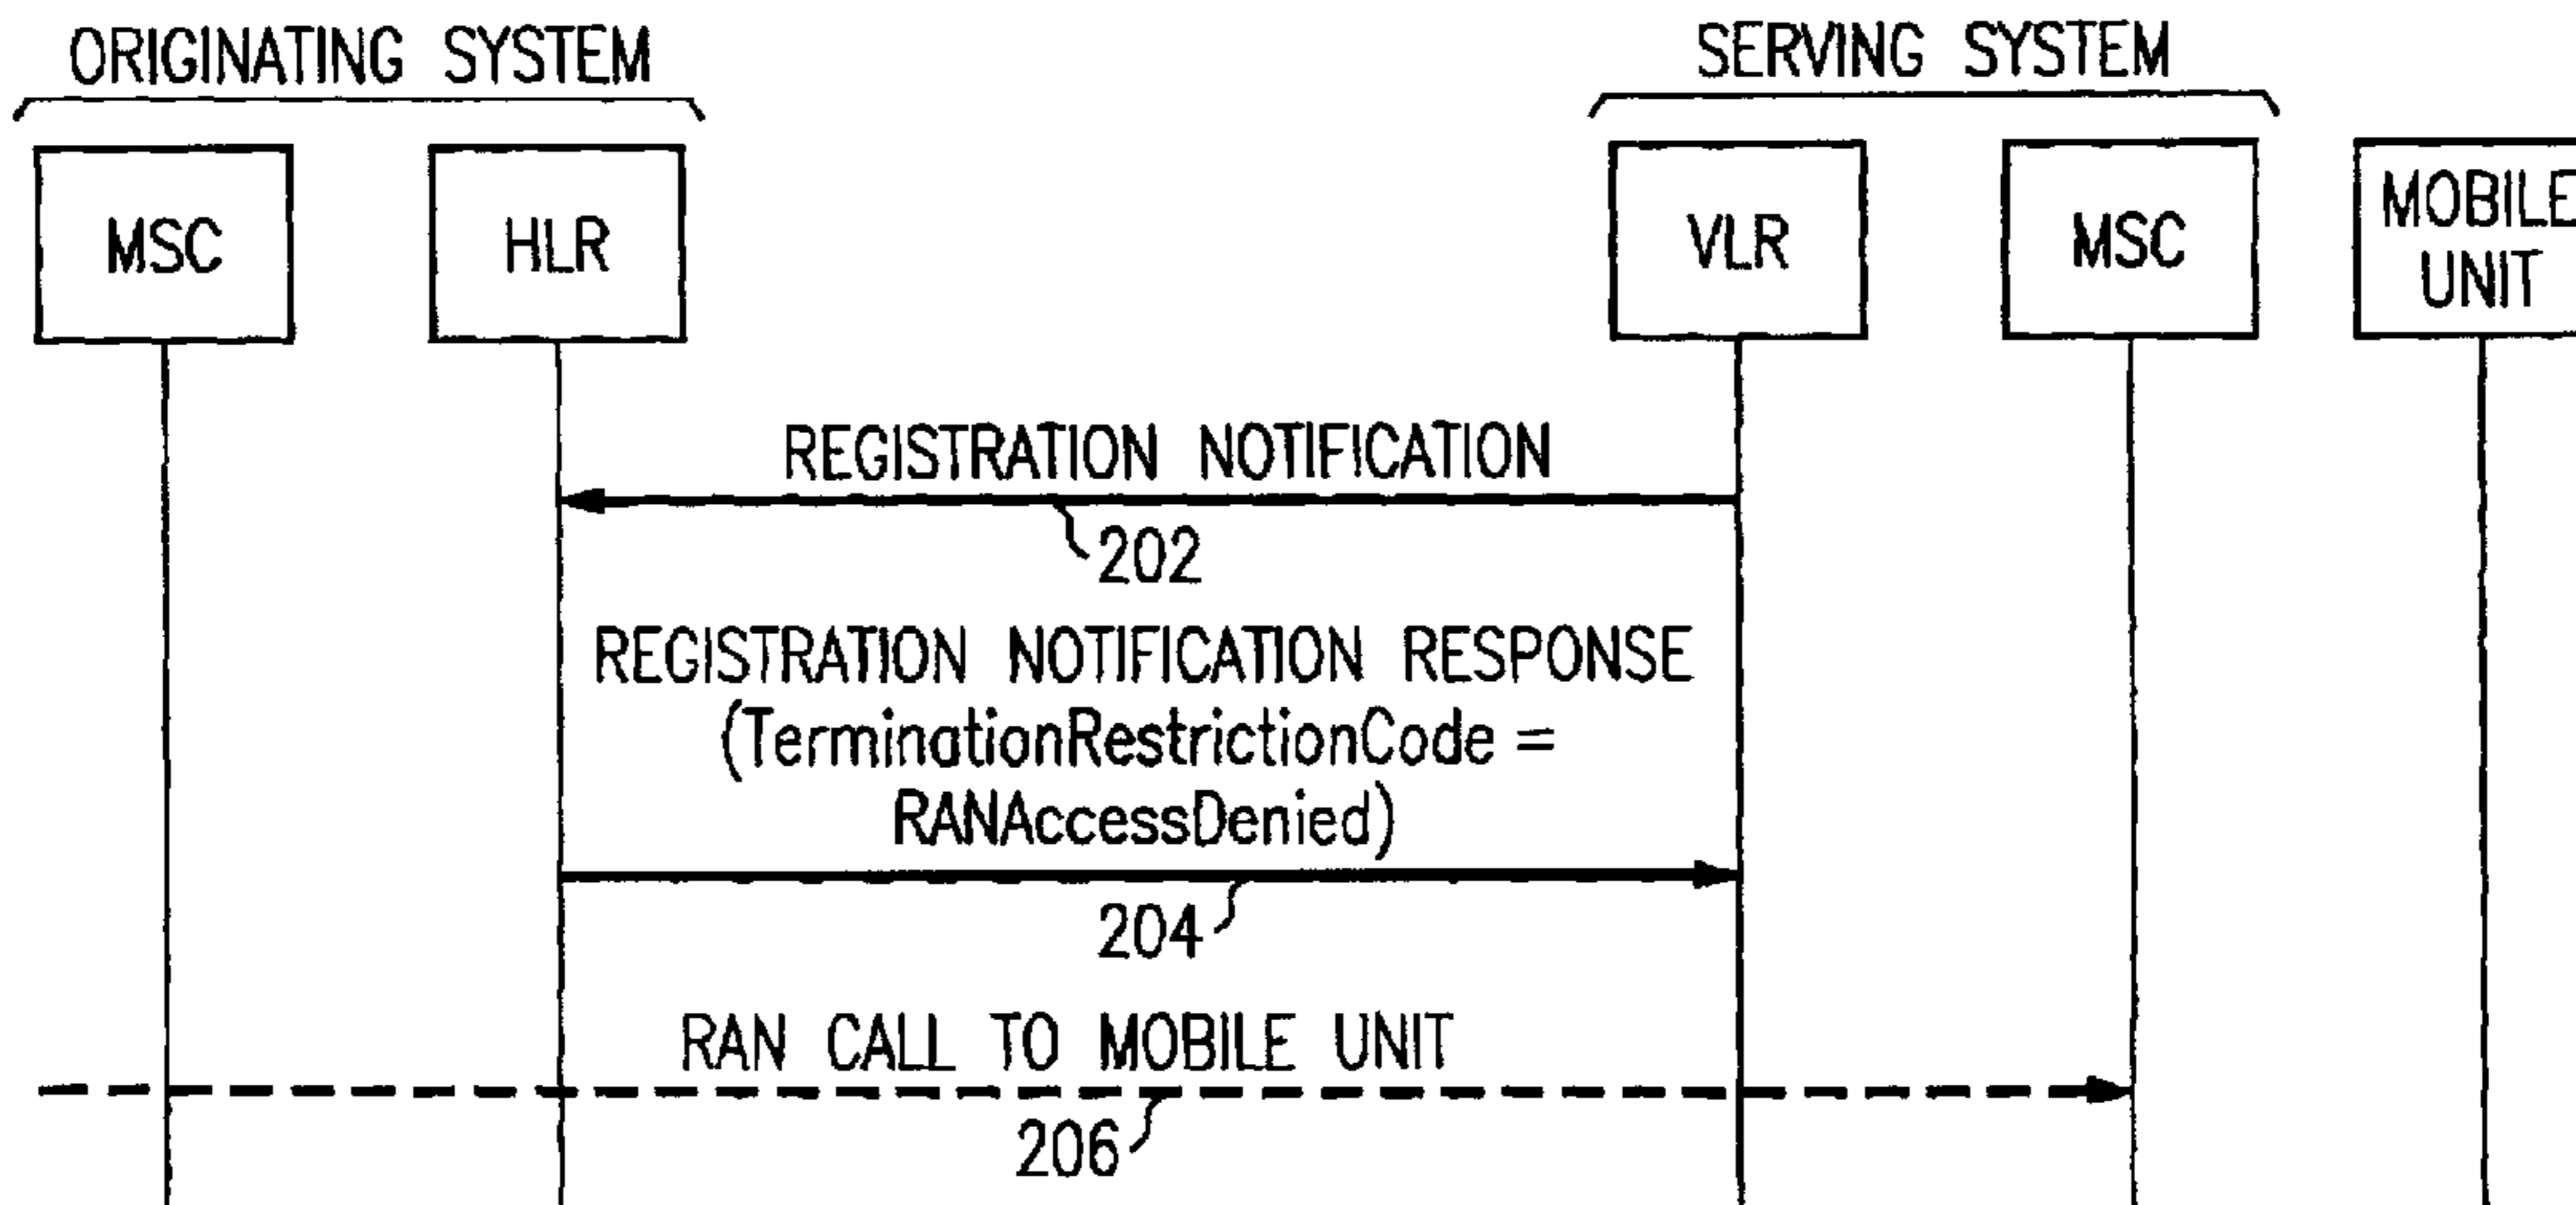 ORIGINATING SYSTEM
SERVING SYSTEM
MSC
HLR
VLR
MSC
MOBILE
UNIT
REGISTRATION NOTIFICATION
202
REGISTRATION NOTIFICATION RESPONSE
(TerminationRestrictionCode =
RANAccessDenied)
204
RAN CALL TO MOBILE UNIT
206